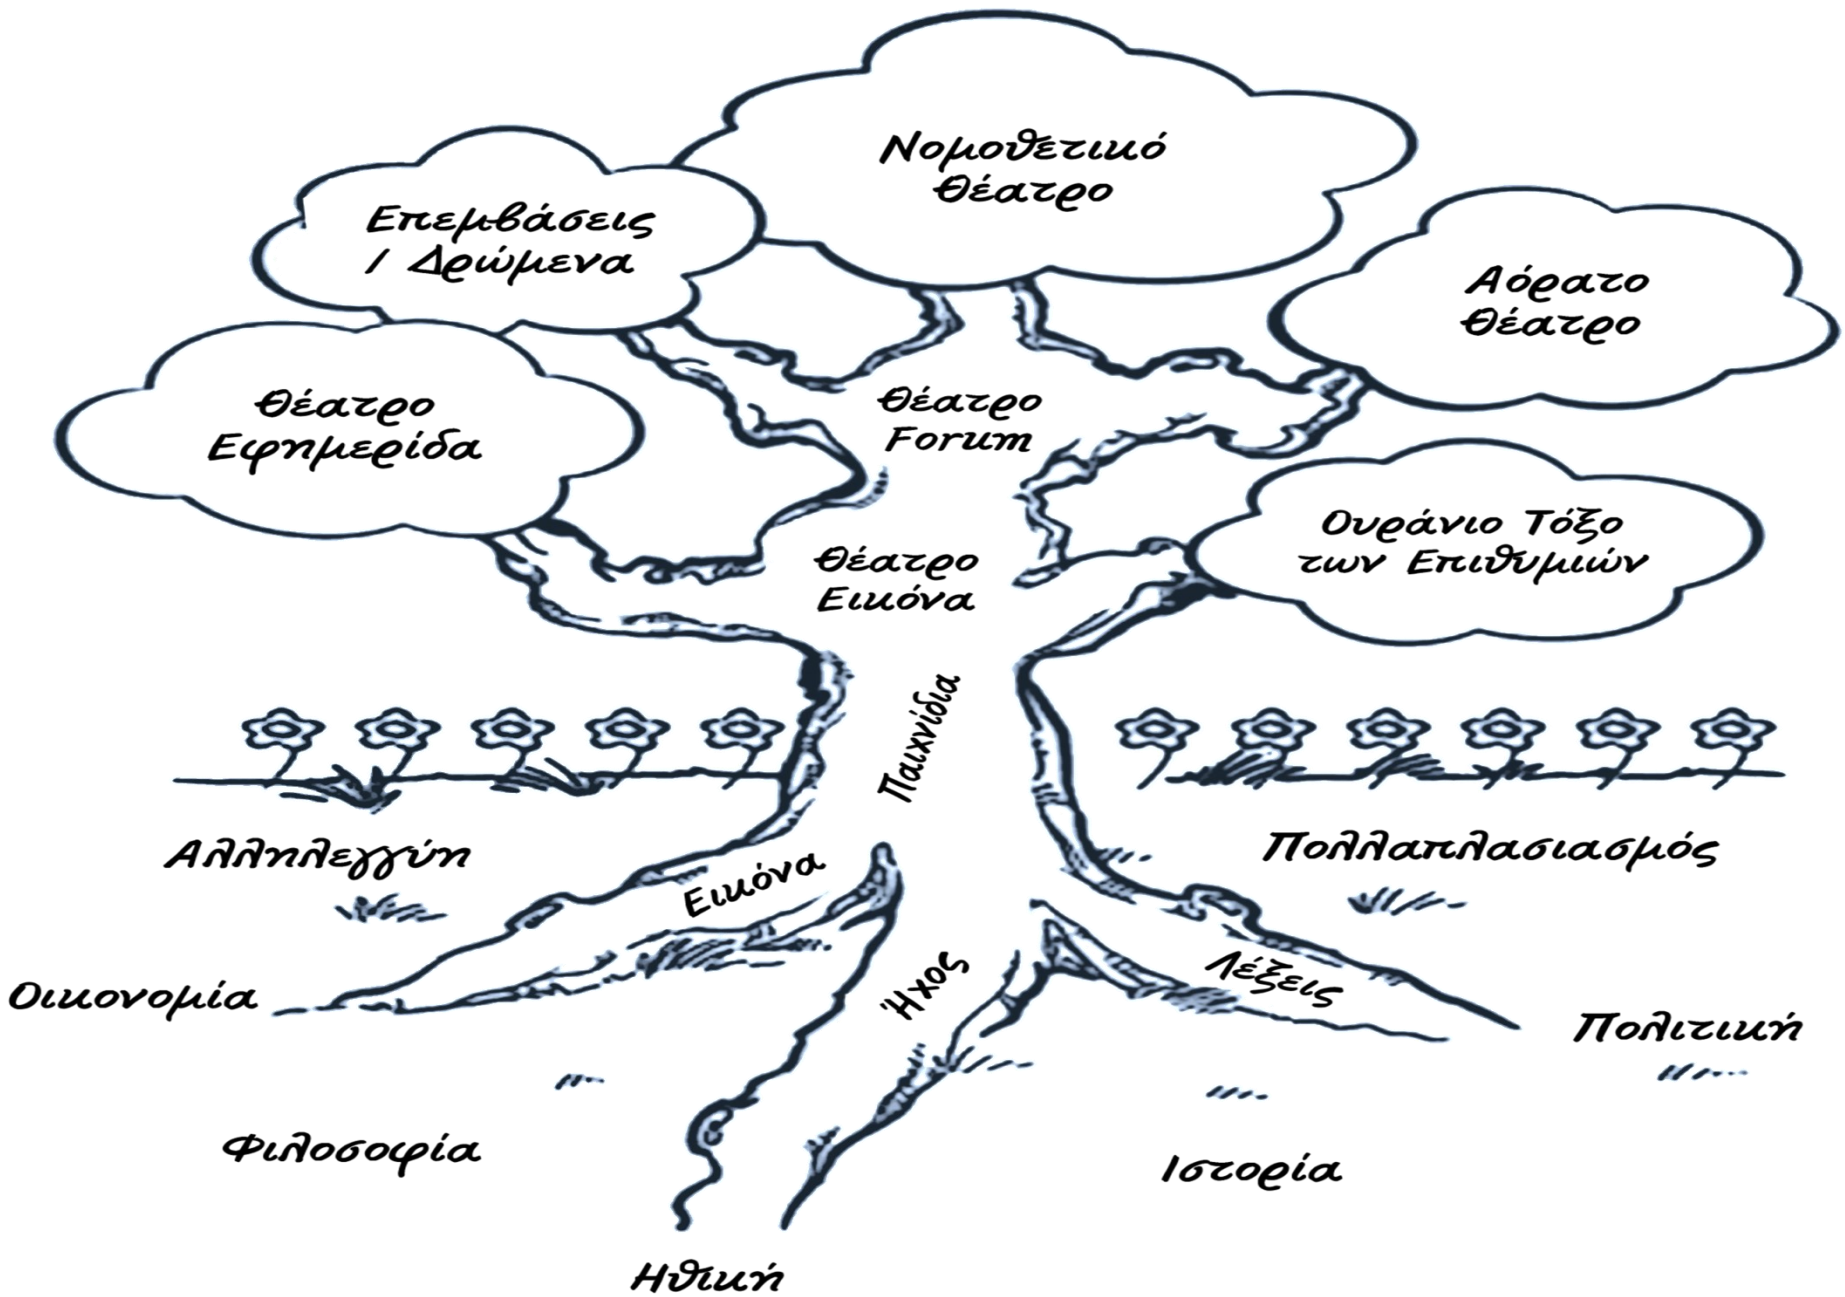 Νομοθετικό
Θέατρο
Επεμβάσεις
/ Δρώμενα
Αόρατο
Θέατρο
Θέατρο
Εφημερίδα
Θέατρο
Forum
Ουράνιο Τόξο
των Επιθυμιών
Θέατρο
Εικόνα
Παιχνίδια
Αλληλεγγύη
Πολλαπλασιασμός
Εικόνα
Ήχος
Λέξεις
Οικονομία
Πολιτική
Φιλοσοφία
Ιστορία
Ηθική